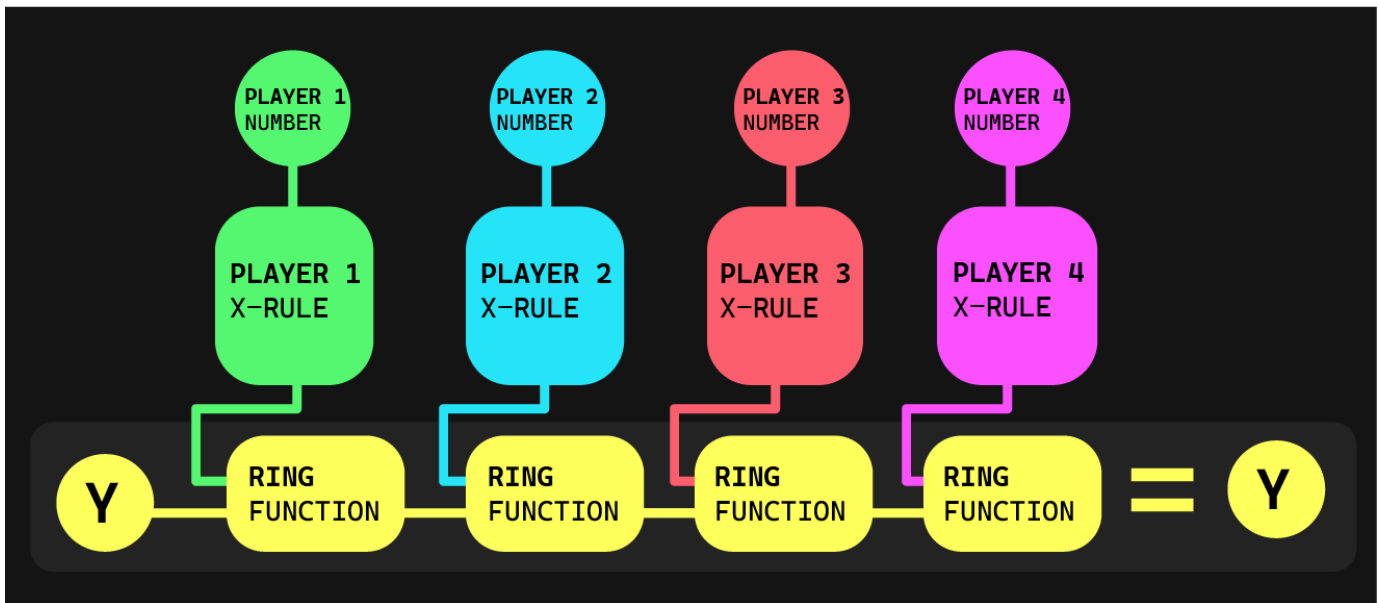 PLAYER 1
NUMBER
PLAYER 2
NUMBER
PLAYER 3
NUMBER
PLAYER 4
NUMBER
PLAYER 1
X-RULE
PLAYER 2
X-RULE
PLAYER 3
X-RULE
PLAYER 4
X-RULE
Y
RING
FUNCTION
RING
FUNCTION
RING
FUNCTION
RING
FUNCTION
=
Y